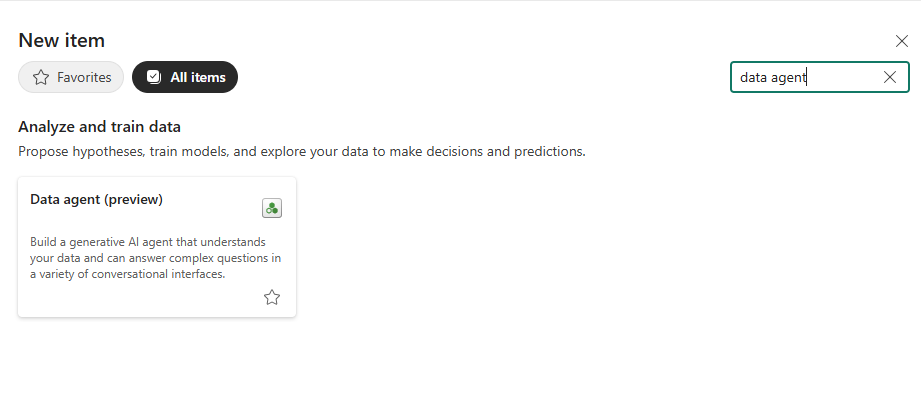 New item
Favorites
All items
data agent
Analyze and train data
Propose hypotheses, train models, and explore your data to make decisions and predictions.
Data agent (preview)
Build a generative AI agent that understands
your data and can answer complex questions in
a variety of conversational interfaces.